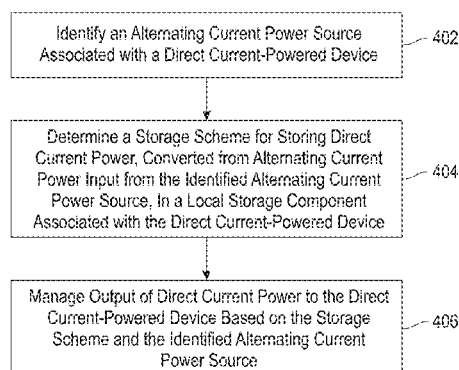 Identify an Alternating Current Power Source
Associated with a Direct Current-Powered Device
402
Determine a Storage Scheme for Storing Direct
Current Power, Converted from Alternating Current
Power Input from the Identified Alternating Current
Power Source, In a Local Storage Component
Associated with the Direct Current-Powered Device
404
Manage Output of Direct Current Power to the Direct
Current-Powered Device Based on the Storage
Scheme and the Identified Alternating Current
Power Source
406